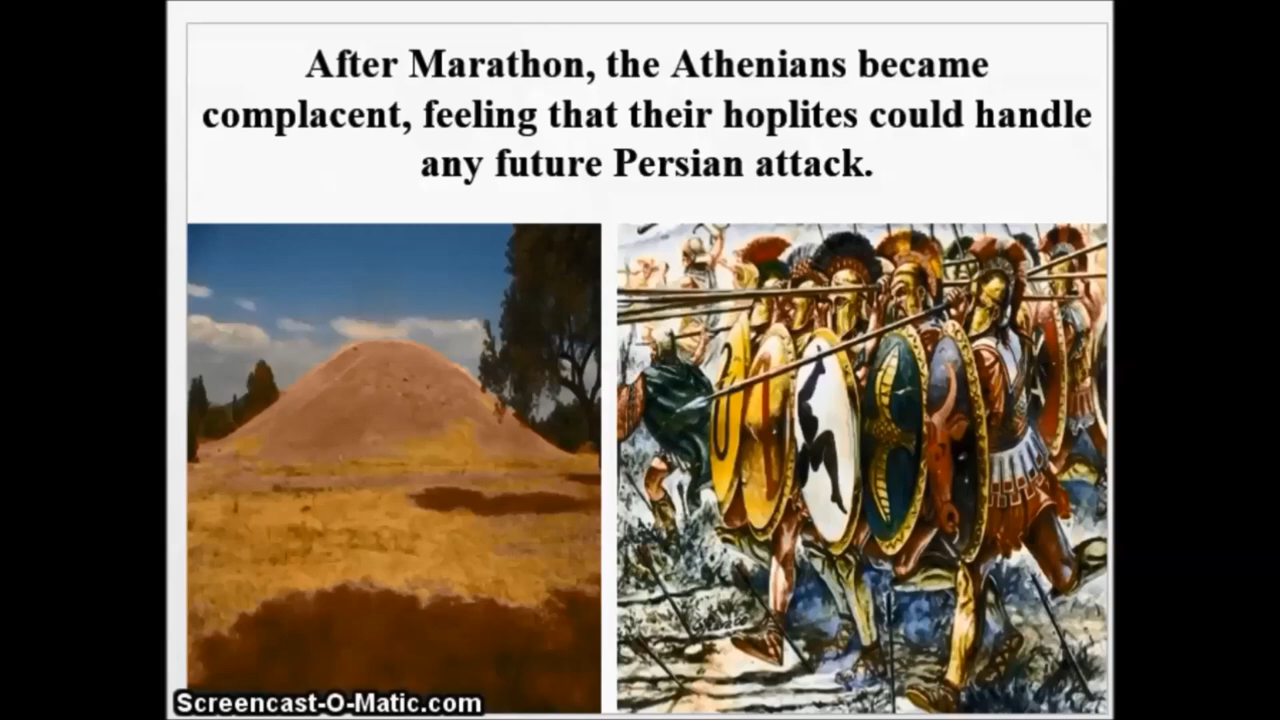 After Marathon, the Athenians became
complacent, feeling that their hoplites could handle
any future Persian attack.
Screencast-O-Matic.com